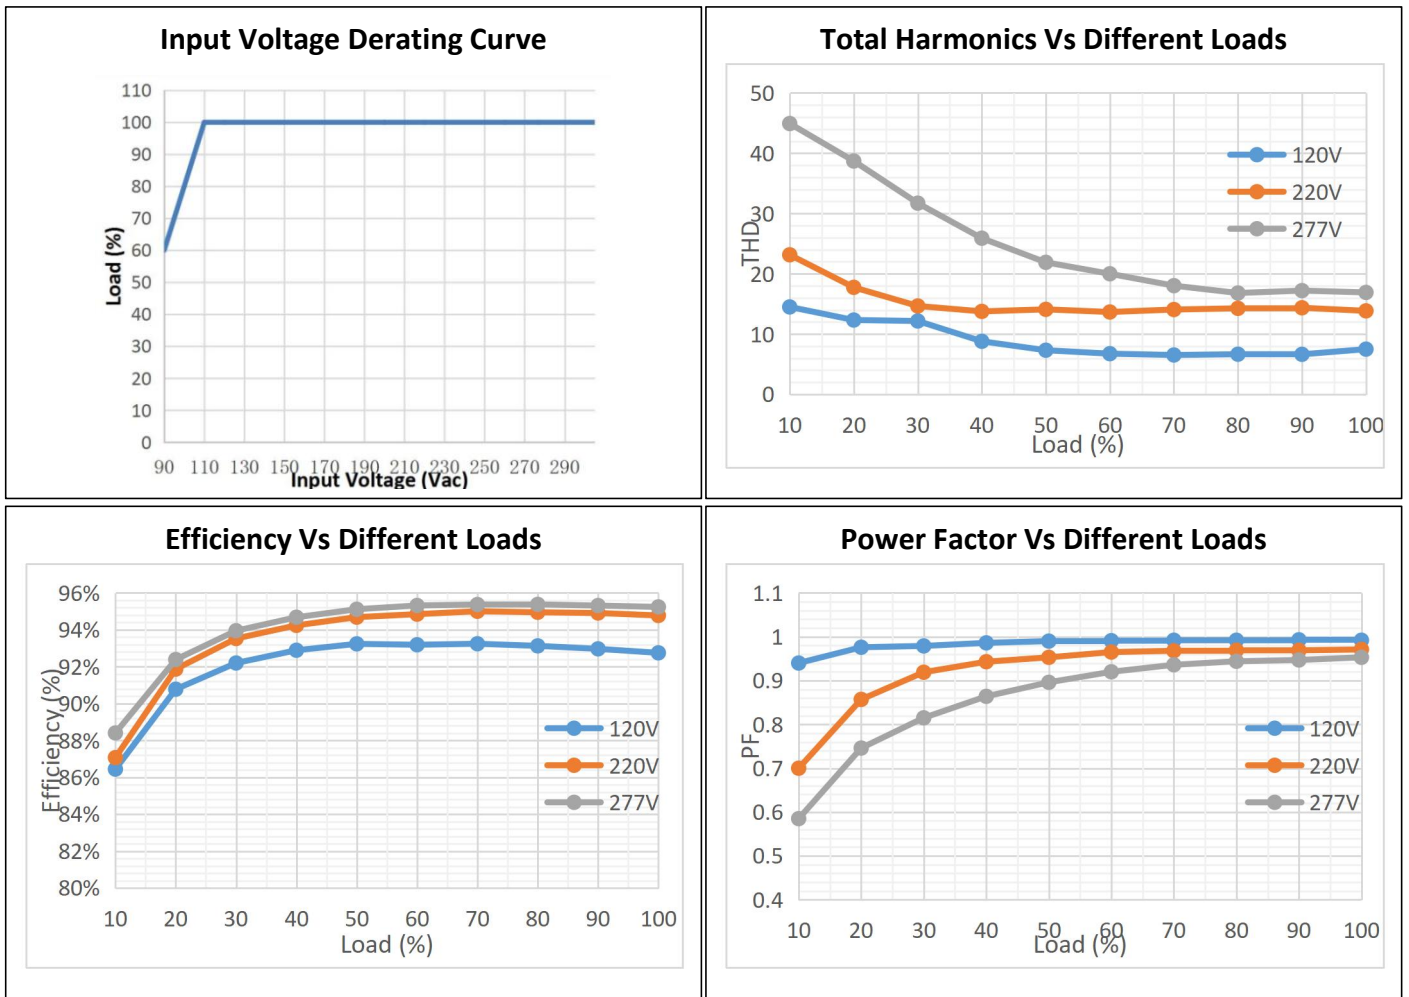 Input Voltage Derating Curve
110
100
90
80
70
60
50
40
30
20
10
0
Load (%)
90 110 130 150 170 190 210 230 250 270 290
Input Voltage (Vac)
Total Harmonics Vs Different Loads
50
40
30
20
10
0
THD
120V
220V
277V
10 20 30 40 50 60 70 80 90 100
Load (%)
Efficiency Vs Different Loads
96%
94%
92%
90%
88%
86%
84%
82%
80%
Efficiency (%)
120V
220V
277V
10 20 30 40 50 60 70 80 90 100
Load (%)
Power Factor Vs Different Loads
1.1
1
0.9
0.8
0.7
0.6
0.5
0.4
PF
120V
220V
277V
10 20 30 40 50 60 70 80 90 100
Load (%)